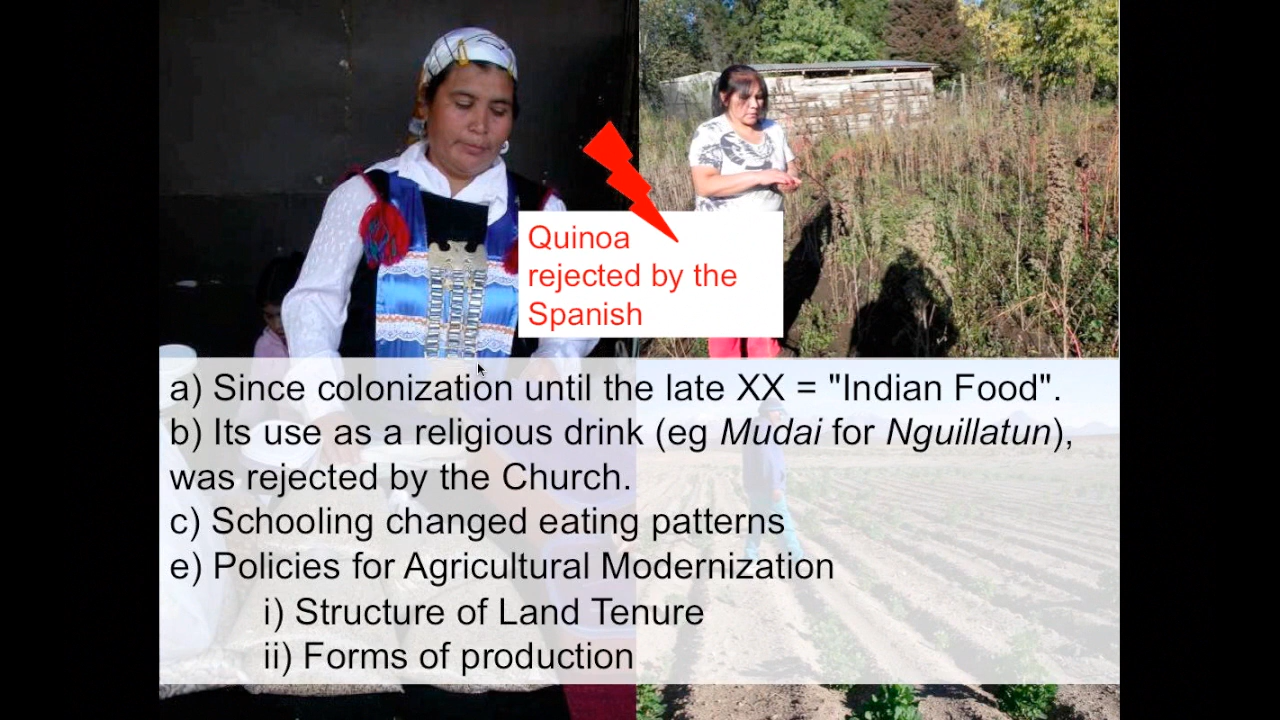 Quinoa
rejected by the
Spanish
a) Since colonization until the late XX = "Indian Food".
b) Its use as a religious drink (eg Mudai for Nguillatun),
was rejected by the Church.
c) Schooling changed eating patterns
e) Policies for Agricultural Modernization
i) Structure of Land Tenure
ii) Forms of production